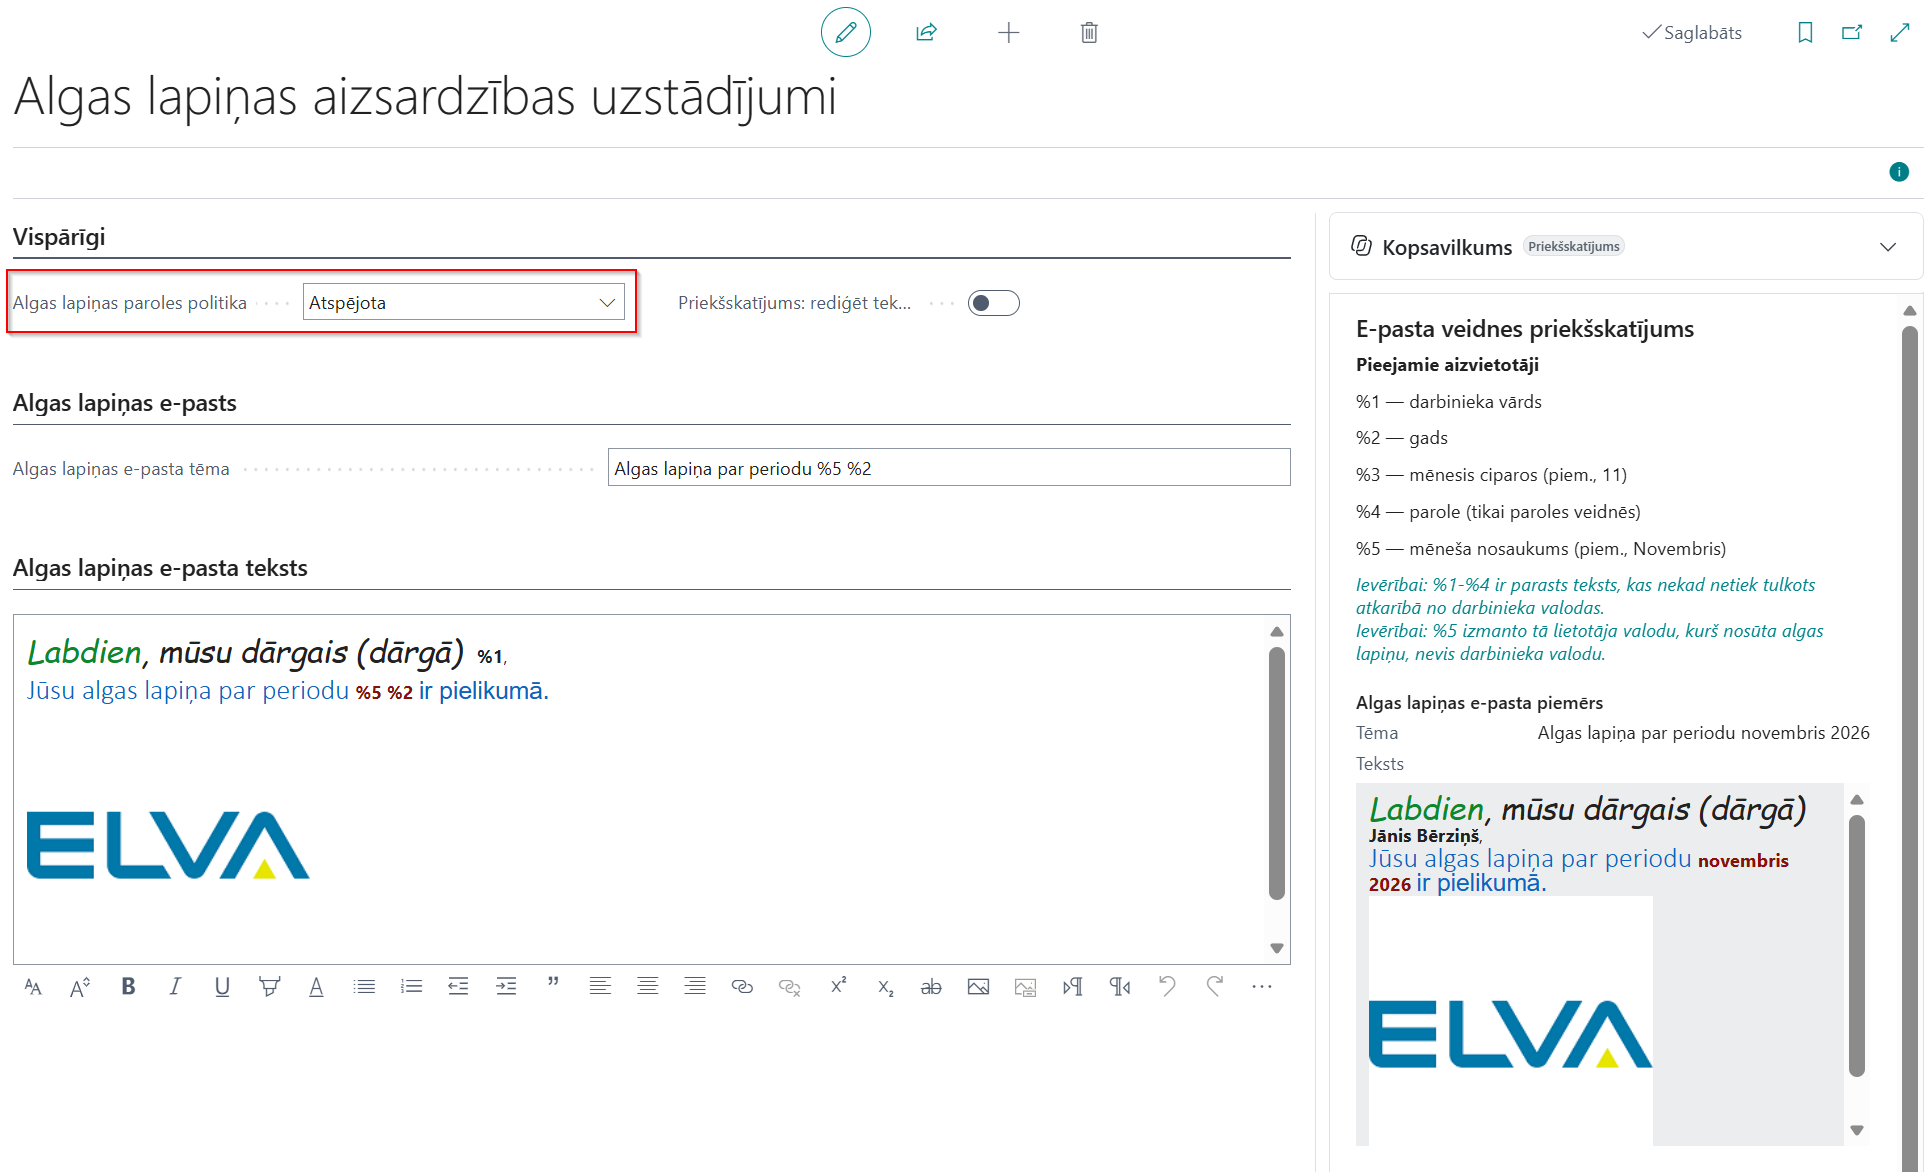 Saglabāts
Algas lapiņas aizsardzības uzstādījumi
Vispārīgi
Algas lapiņas paroles politika
Atspējota
Priekšskatījums: rediģēt tek...
Algas lapiņas e-pasts
Algas lapiņas e-pasta tēma
Algas lapiņa par periodu %5 %2
Algas lapiņas e-pasta teksts
Labdien, mūsu dārgais (dārgā) %1,
Jūsu algas lapiņa par periodu %5 %2 ir pielikumā.
ELVA
Kopsavilkums Priekšskatījums
E-pasta veidnes priekšskatījums
Pieejamie aizvietotāji
%1 — darbinieka vārds
%2 — gads
%3 — mēnesis ciparos (piem., 11)
%4 — parole (tikai paroles veidnēs)
%5 — mēneša nosaukums (piem., Novembris)
Ievērībai: %1-%4 ir parasts teksts, kas nekad netiek tulkots
atkarībā no darbinieka valodas.
Ievērībai: %5 izmanto tā lietotāja valodu, kurš nosūta algas
lapiņu, nevis darbinieka valodu.
Algas lapiņas e-pasta piemērs
Tēma
Algas lapiņa par periodu novembris 2026
Teksts
Labdien, mūsu dārgais (dārgā)
Jānis Bērziņš,
Jūsu algas lapiņa par periodu novembris
2026 ir pielikumā.
ELVA